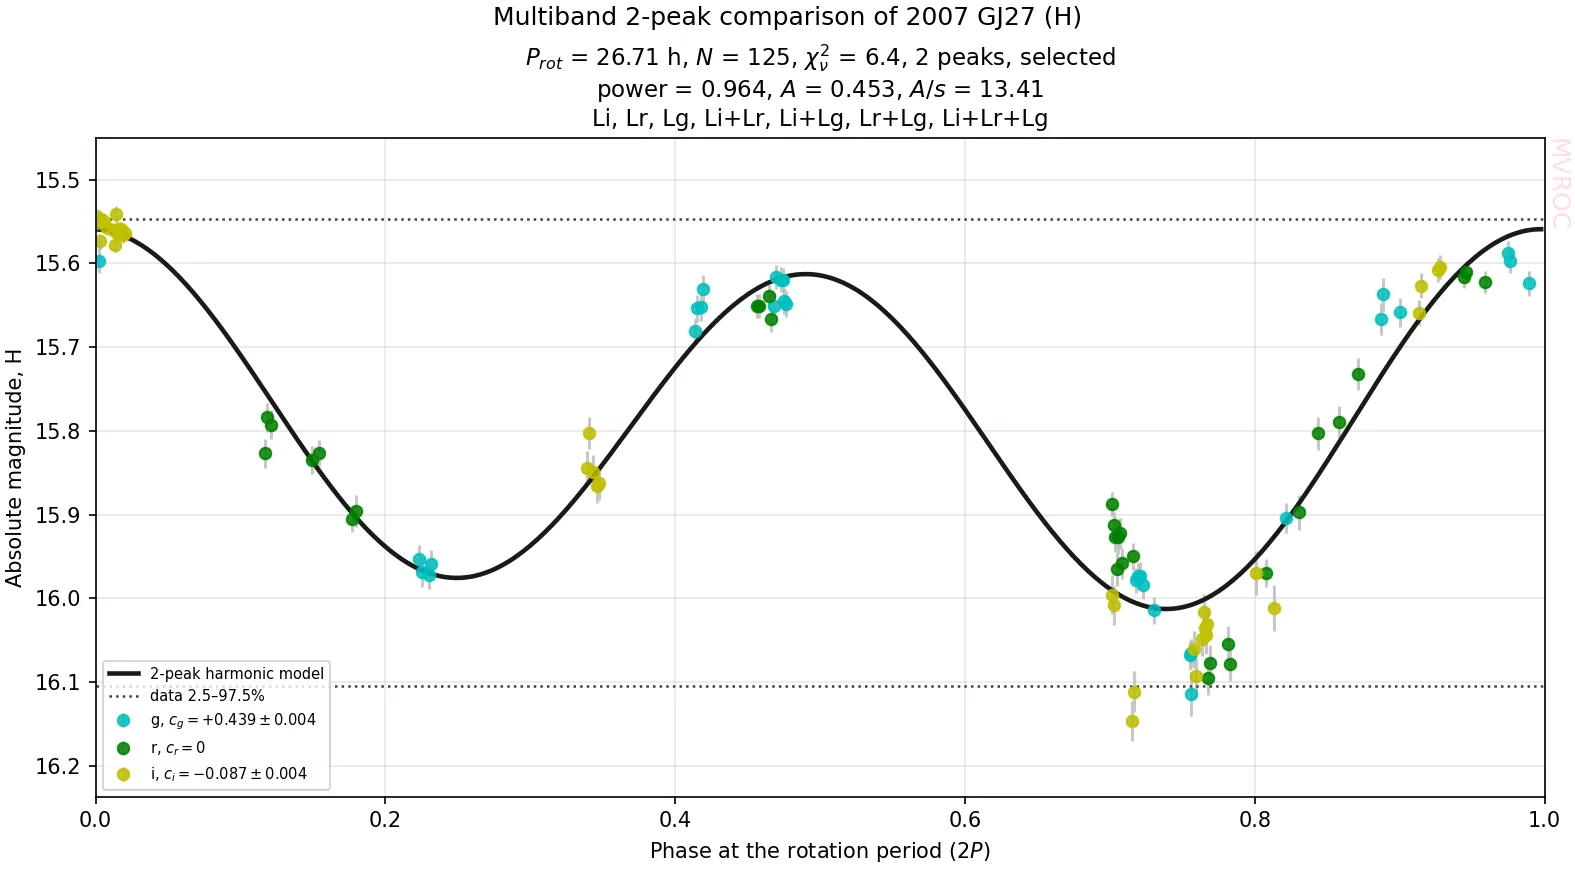 Multiband 2-peak comparison of 2007 GJ27 (H)
P_rot = 26.71 h, N = 125, χ²_ν = 6.4, 2 peaks, selected
power = 0.964, A = 0.453, A/s = 13.41
Li, Lr, Lg, Li+Lr, Li+Lg, Lr+Lg, Li+Lr+Lg
MVROC
Absolute magnitude, H
15.5
15.6
15.7
15.8
15.9
16.0
16.1
16.2
2-peak harmonic model
data 2.5–97.5%
g, c_g = +0.439 ± 0.004
r, c_r = 0
i, c_i = −0.087 ± 0.004
0.0 0.2 0.4 0.6 0.8 1.0
Phase at the rotation period (2P)